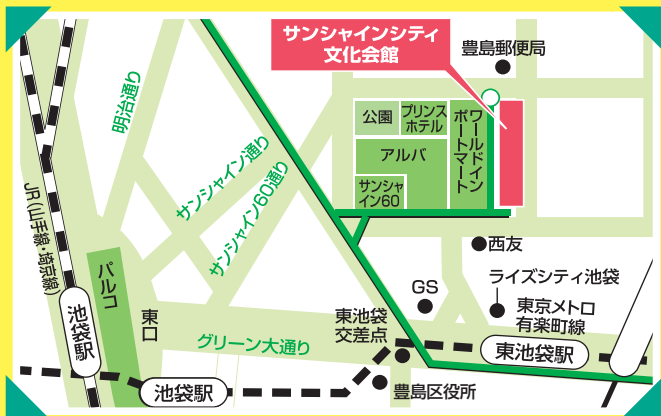 サンシャインシティ
文化会館
豊島郵便局
公園
プリンス
ホテル
ワールドイン
ポートマート
アルパ
サンシャ
イン60
明治通り
サンシャイン通り
サンシャイン60通り
JR(山手線・埼京線)
パルコ
東口
池袋駅
グリーン大通り
西友
GS
ライズシティ池袋
東京メトロ
有楽町線
東池袋
交差点
東池袋駅
池袋駅
豊島区役所